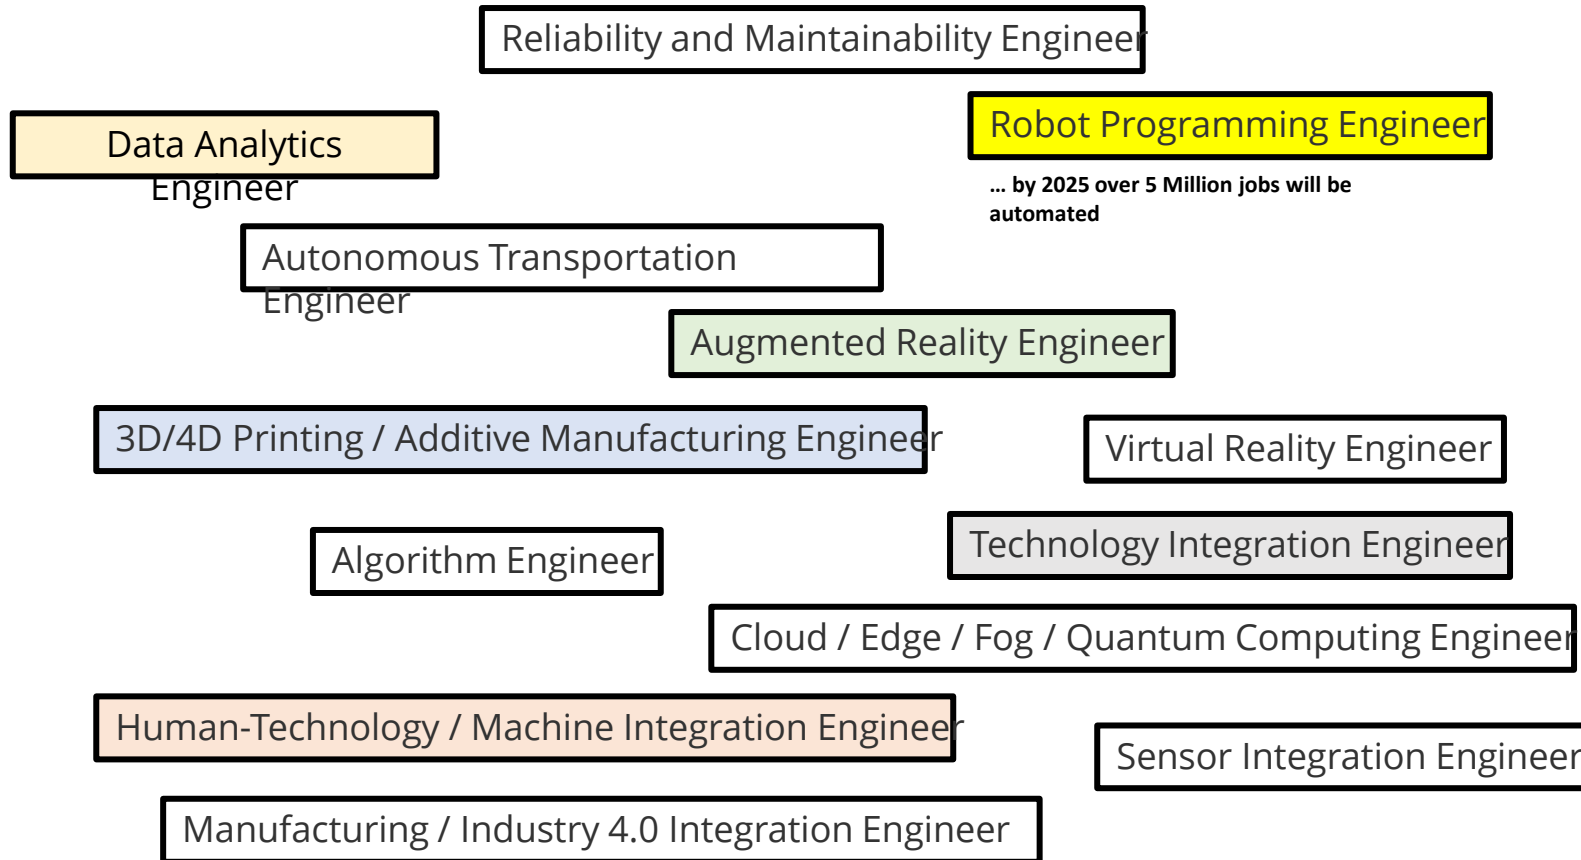 Reliability and Maintainability Engineer
Robot Programming Engineer
Data Analytics
Engineer
... by 2025 over 5 Million jobs will be
automated
Autonomous Transportation
Engineer
Augmented Reality Engineer
3D/4D Printing / Additive Manufacturing Engineer
Virtual Reality Engineer
Algorithm Engineer
Technology Integration Engineer
Cloud / Edge / Fog / Quantum Computing Engineer
Human-Technology / Machine Integration Engineer
Sensor Integration Engineer
Manufacturing / Industry 4.0 Integration Engineer